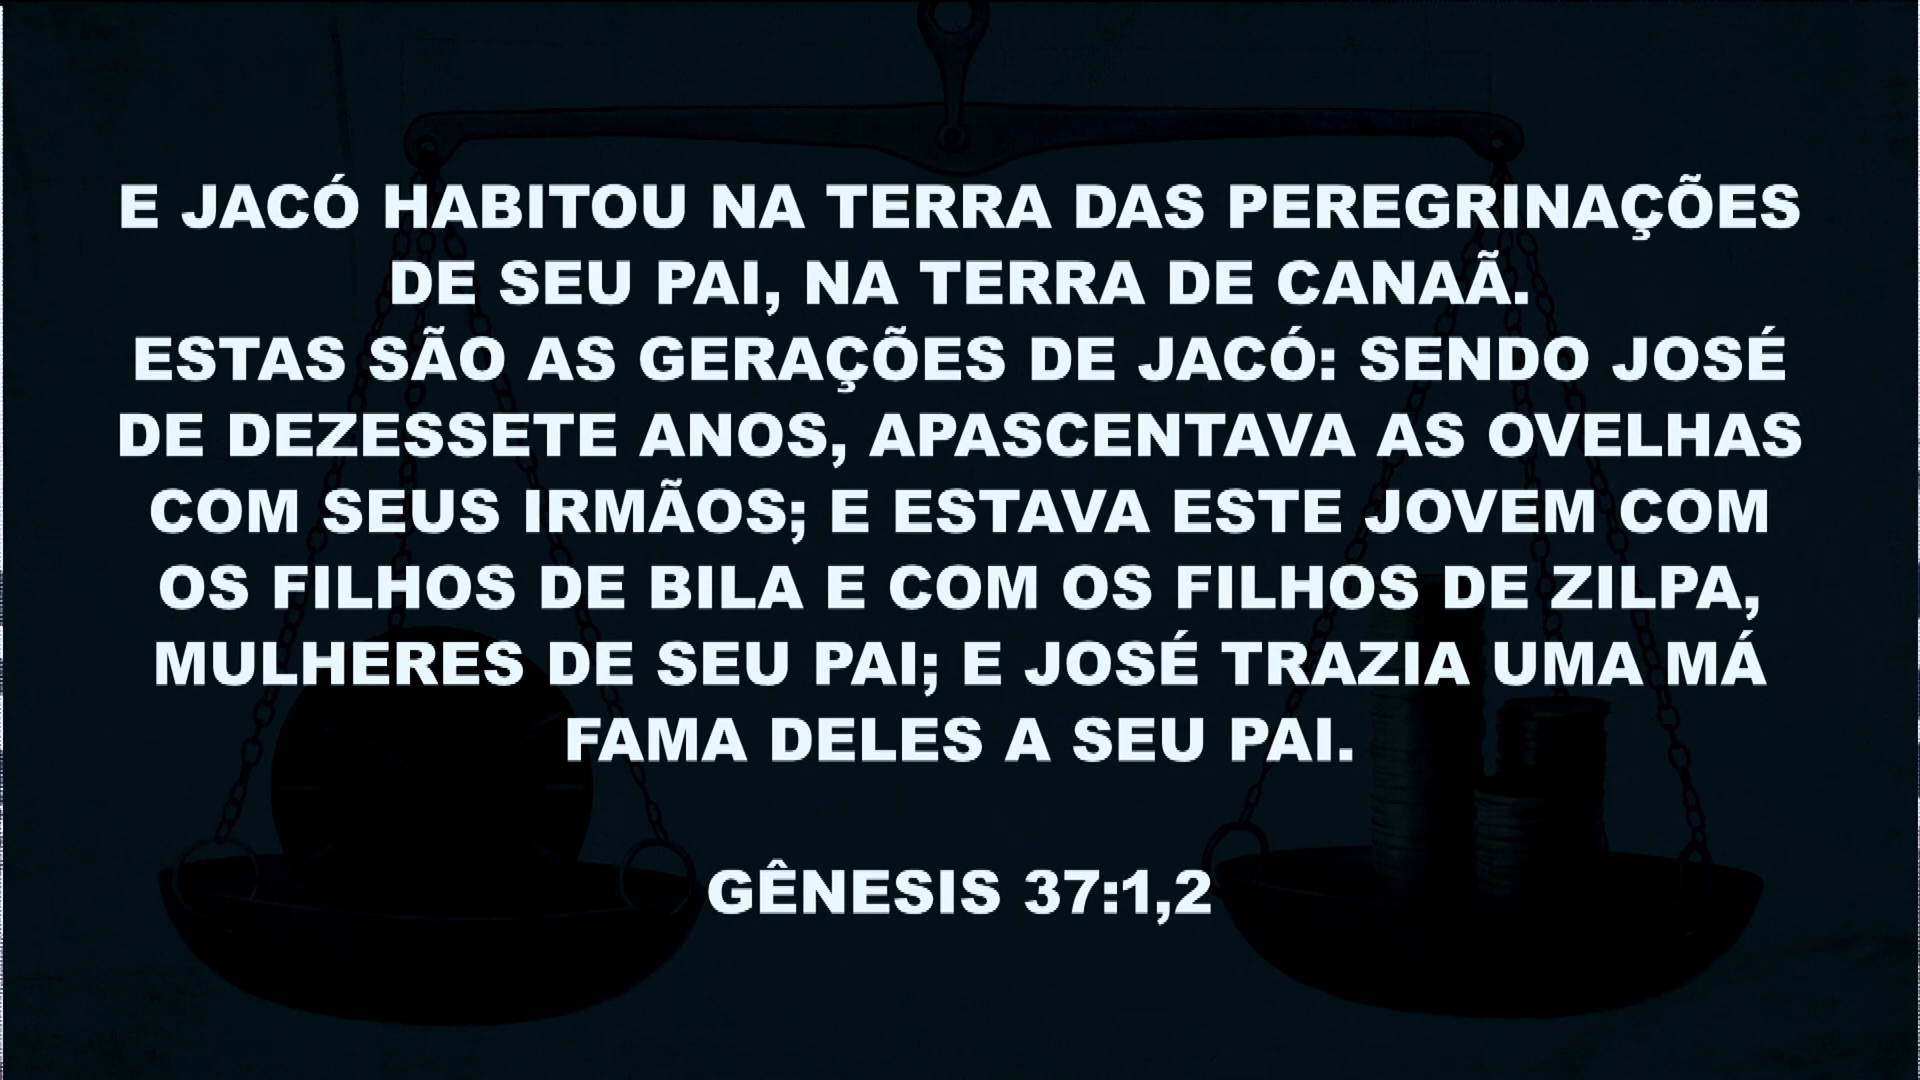 E JACÓ HABITOU NA TERRA DAS PEREGRINAÇÕES
DE SEU PAI, NA TERRA DE CANAÃ.
ESTAS SÃO AS GERAÇÕES DE JACÓ: SENDO JOSÉ
DE DEZESSETE ANOS, APASCENTAVA AS OVELHAS
COM SEUS IRMÃOS; E ESTAVA ESTE JOVEM COM
OS FILHOS DE BILA E COM OS FILHOS DE ZILPA,
MULHERES DE SEU PAI; E JOSÉ TRAZIA UMA MÁ
FAMA DELES A SEU PAI.
GÊNESIS 37:1,2